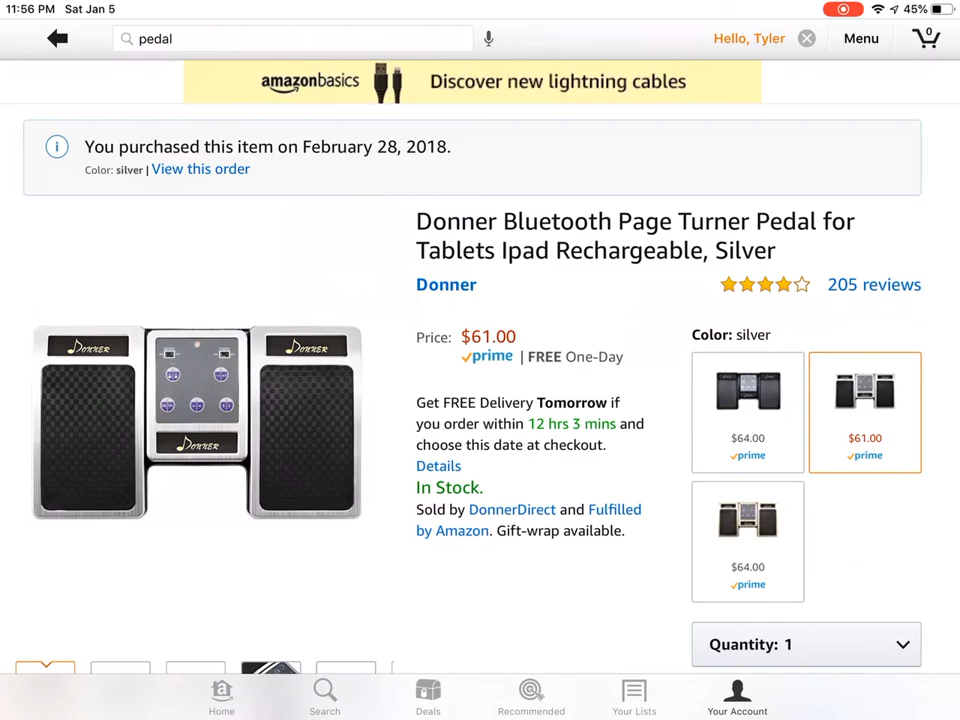 11:56 PM Sat Jan 5
45%
pedal
Hello, Tyler
Menu
0
amazonbasics
Discover new lightning cables
You purchased this item on February 28, 2018.
Color: silver | View this order
Donner Bluetooth Page Turner Pedal for
Tablets Ipad Rechargeable, Silver
Donner
205 reviews
DONNER
DONNER
DONNER
Price: $61.00
prime | FREE One-Day
Get FREE Delivery Tomorrow if
you order within 12 hrs 3 mins and
choose this date at checkout.
Details
In Stock.
Sold by DonnerDirect and Fulfilled
by Amazon. Gift-wrap available.
Color: silver
$64.00
prime
$61.00
prime
$64.00
prime
Quantity: 1
Home
Search
Deals
Recommended
Your Lists
Your Account